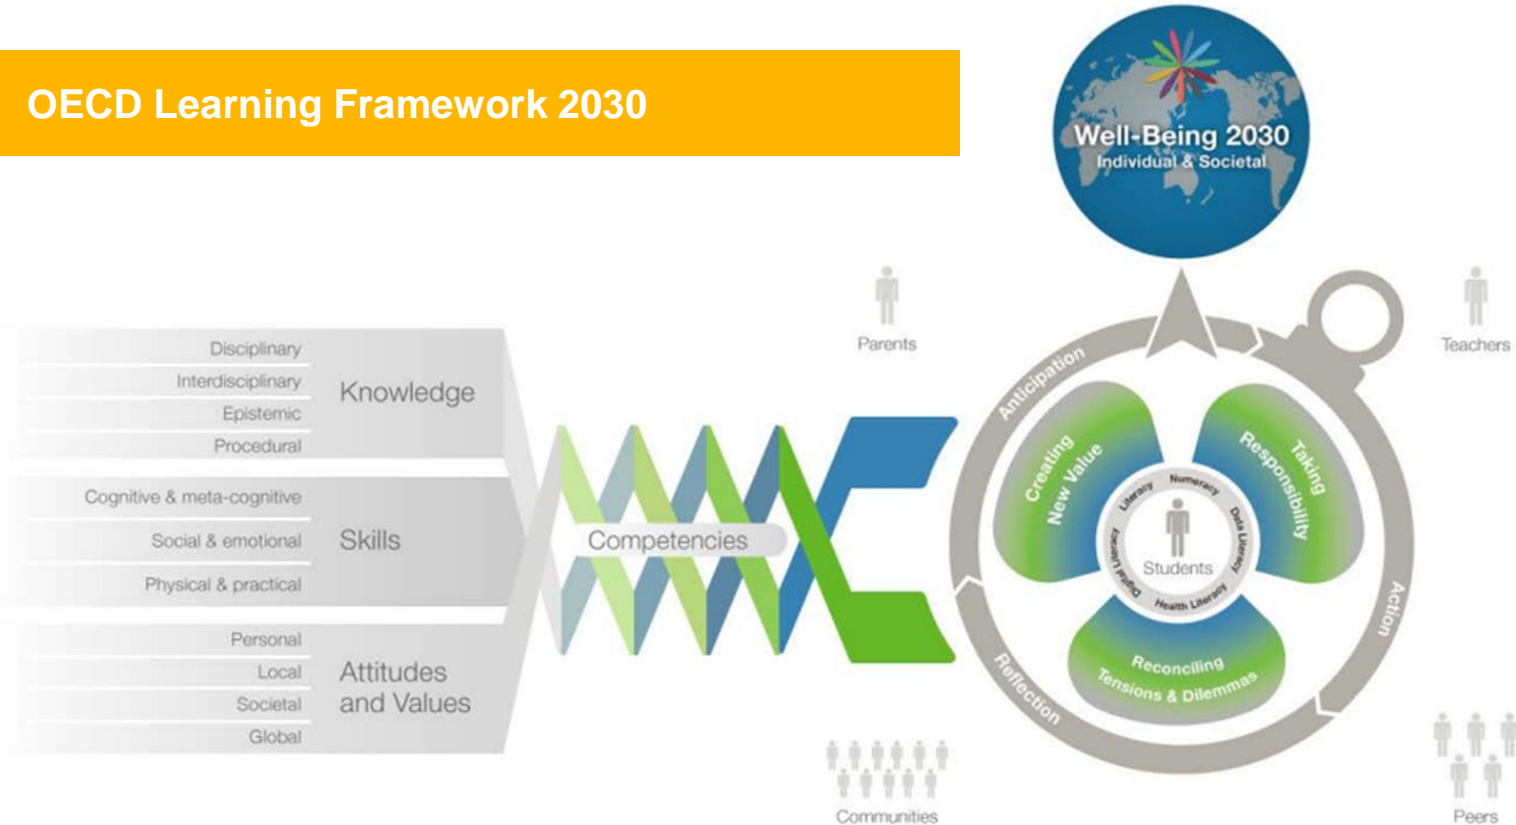 OECD Learning Framework 2030
Well-Being 2030
Individual & Societal
Parents
Teachers
Disciplinary
Interdisciplinary
Epistemic
Procedural
Knowledge
Cognitive & meta-cognitive
Social & emotional
Physical & practical
Skills
Personal
Local
Societal
Global
Attitudes
and Values
Competencies
Anticipation
Action
Reflection
Creating
New Value
Taking
Responsibility
Reconciling
Tensions & Dilemmas
Literacy
Numeracy
Data Literacy
Health Literacy
Digital Literacy
Students
Communities
Peers